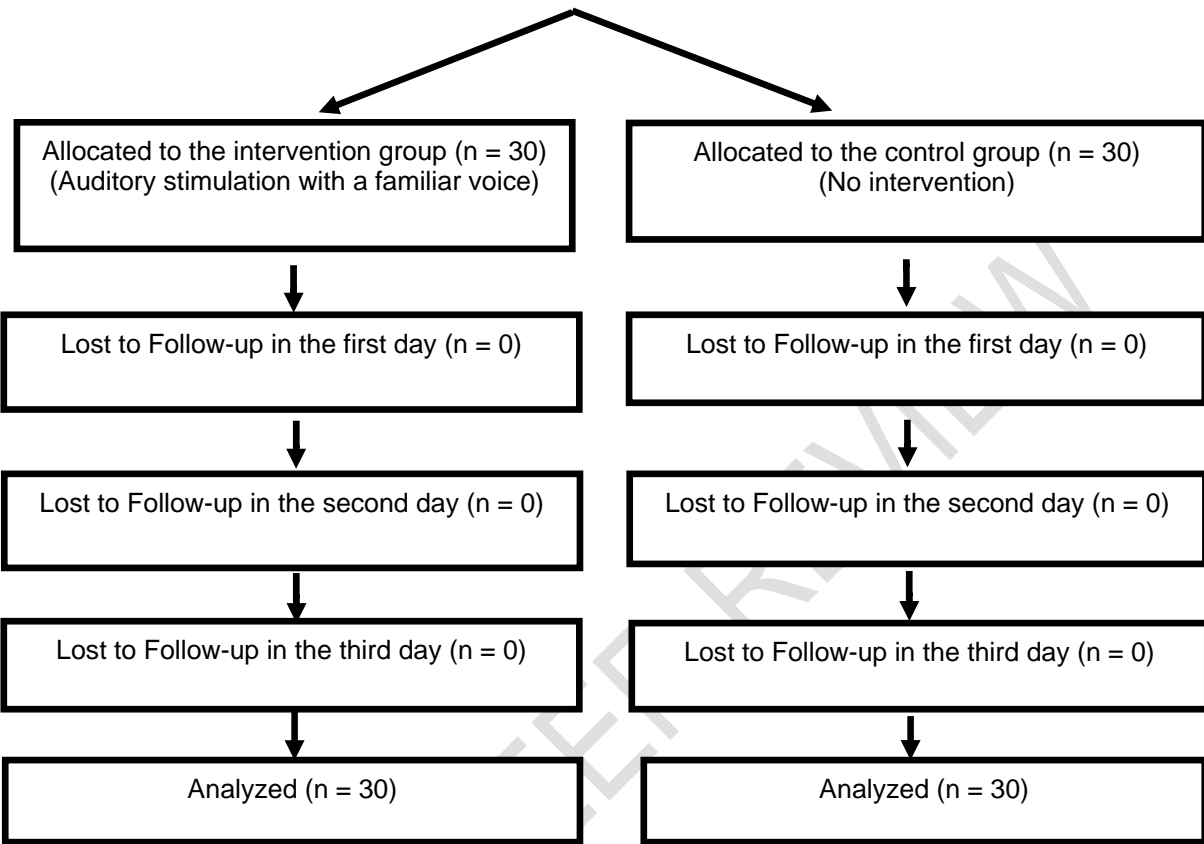 Allocated to the intervention group (n = 30)
(Auditory stimulation with a familiar voice)
Allocated to the control group (n = 30)
(No intervention)
Lost to Follow-up in the first day (n = 0)
Lost to Follow-up in the first day (n = 0)
Lost to Follow-up in the second day (n = 0)
Lost to Follow-up in the second day (n = 0)
Lost to Follow-up in the third day (n = 0)
Lost to Follow-up in the third day (n = 0)
Analyzed (n = 30)
Analyzed (n = 30)